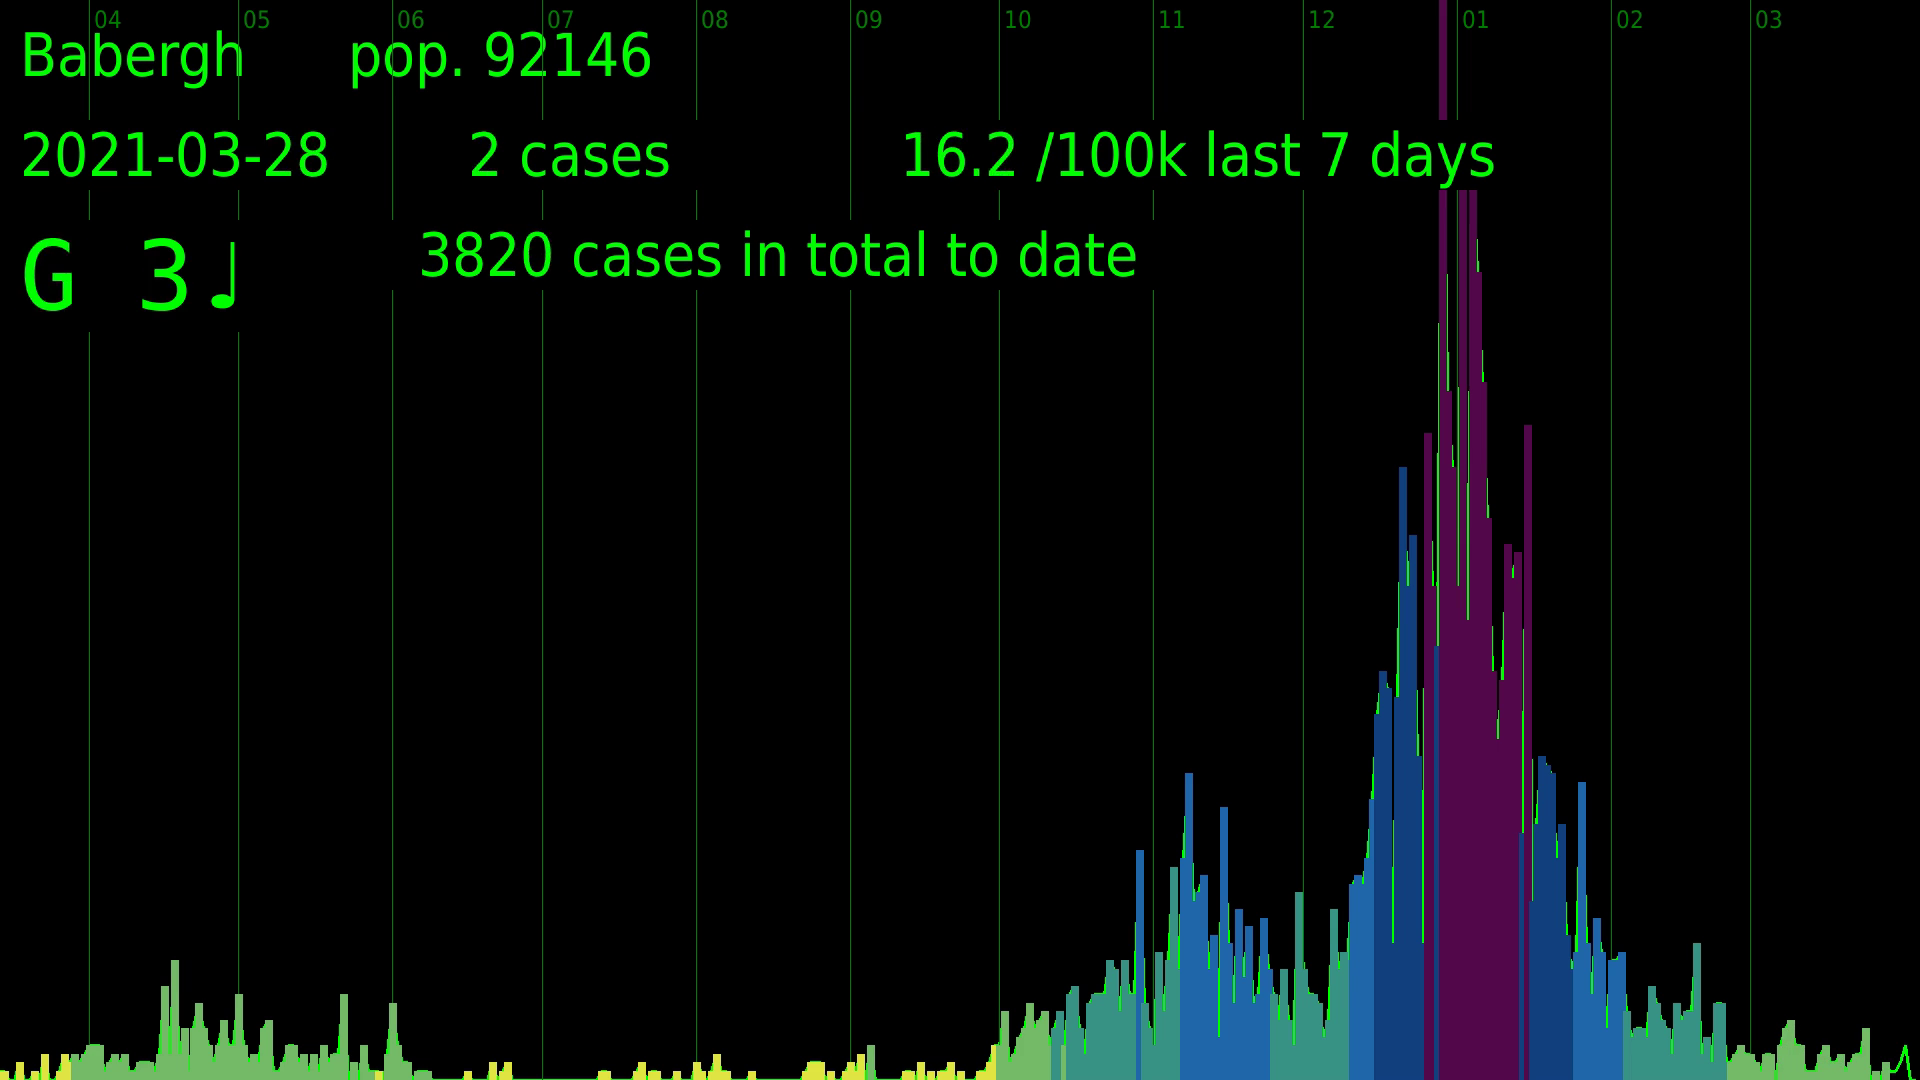 04 05 06 07 08 09 10 11 12 01 02 03
Babergh pop. 92146
2021-03-28 2 cases 16.2 /100k last 7 days
G 3♩ 3820 cases in total to date